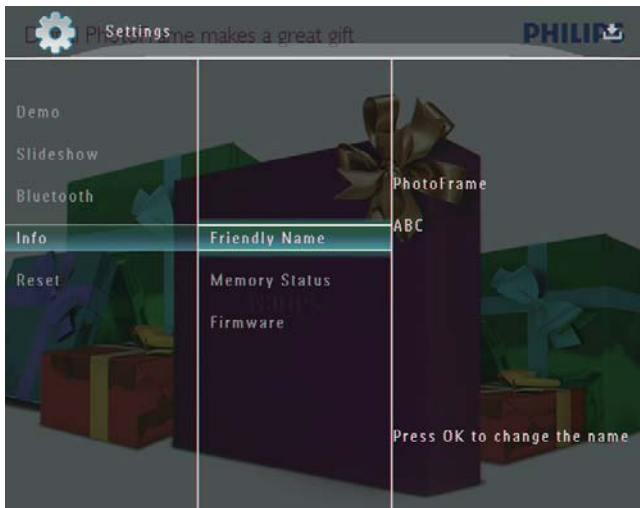 Settings
Digital PhotoFrame makes a great gift
PHILIPS
Demo
Slideshow
Bluetooth
Info
Reset
Friendly Name
Memory Status
Firmware
PhotoFrame
ABC
Press OK to change the name